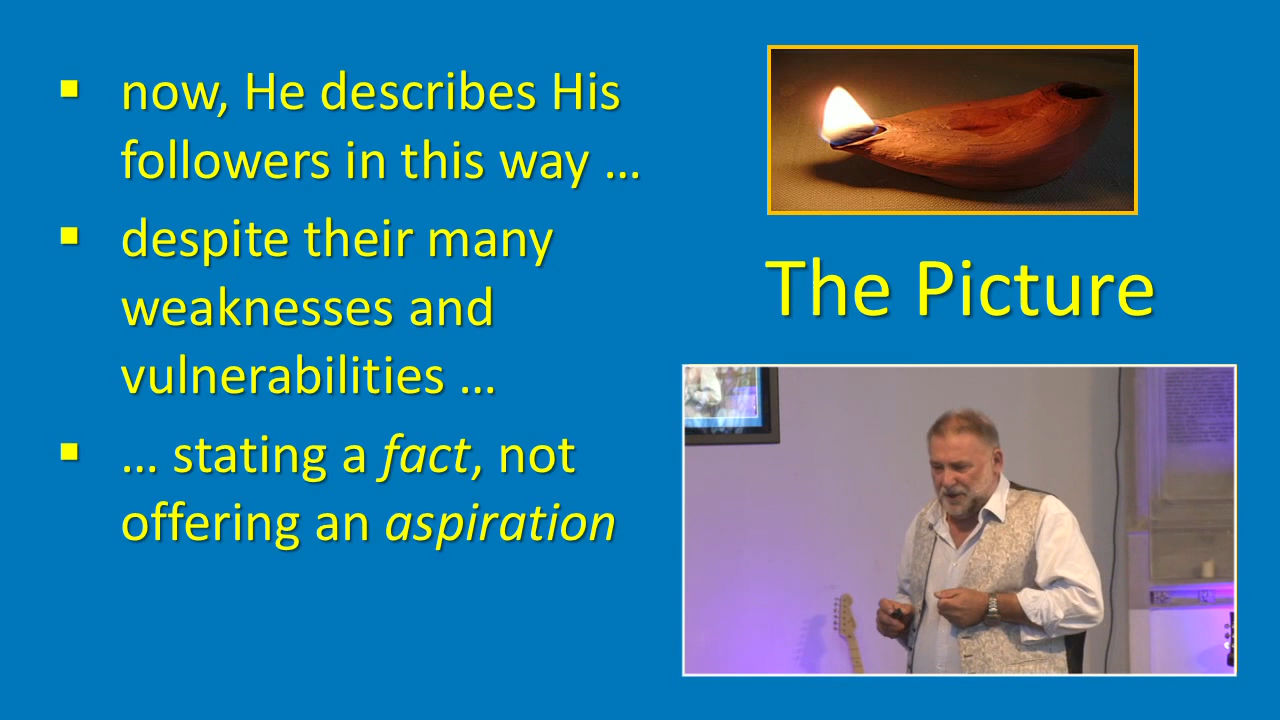 ▪ now, He describes His
followers in this way …
▪ despite their many
weaknesses and
vulnerabilities …
▪ … stating a fact, not
offering an aspiration
The Picture